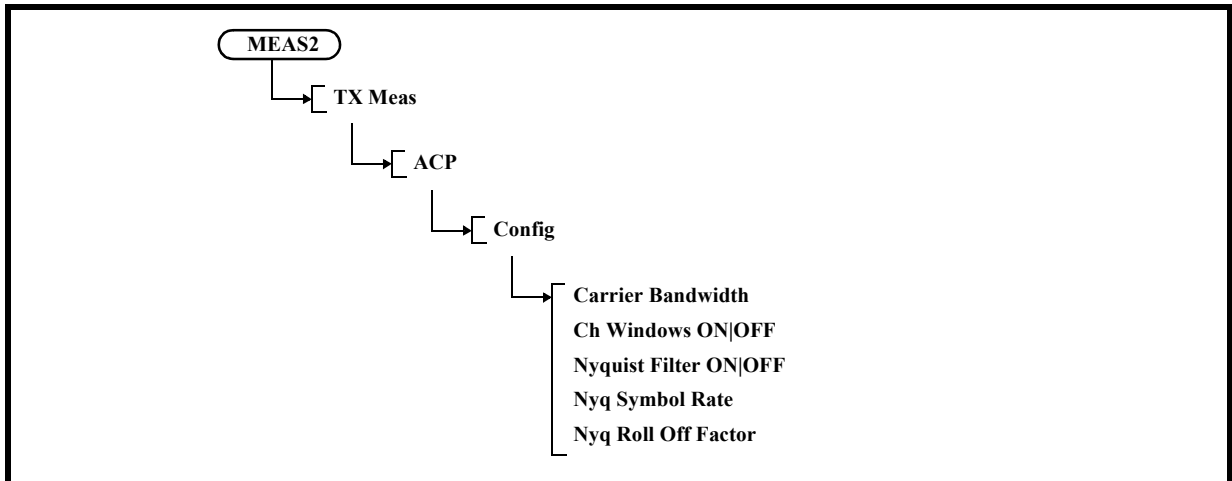 MEAS2
TX Meas
ACP
Config
Carrier Bandwidth
Ch Windows ON|OFF
Nyquist Filter ON|OFF
Nyq Symbol Rate
Nyq Roll Off Factor